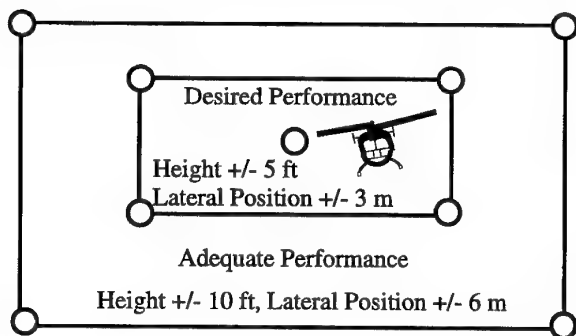 Desired Performance
Height +/- 5 ft
Lateral Position +/- 3 m
Adequate Performance
Height +/- 10 ft, Lateral Position +/- 6 m